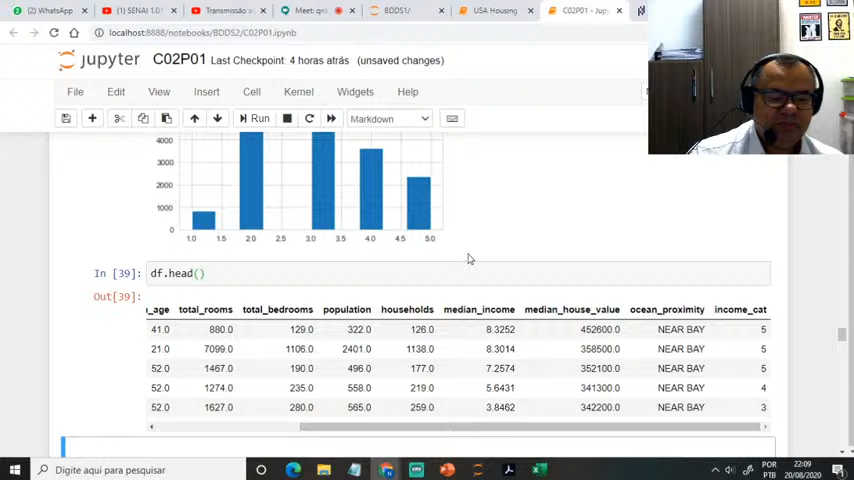 (2) WhatsApp
(1) SENAI 1.01
Transmissão
Meet: qn
BDDS1/
USA Housing
C02P01 - Jup
localhost:8888/notebooks/BDDS2/C02P01.ipynb
jupyter C02P01 Last Checkpoint: 4 horas atrás (unsaved changes)
File Edit View Insert Cell Kernel Widgets Help
Run Markdown
4000
3000
2000
1000
0
1.0 1.5 2.0 2.5 3.0 3.5 4.0 4.5 5.0
In [39]: df.head()
Out[39]:
_age total_rooms total_bedrooms population households median_income median_house_value ocean_proximity income_cat
41.0 880.0 129.0 322.0 126.0 8.3252 452600.0 NEAR BAY 5
21.0 7099.0 1106.0 2401.0 1138.0 8.3014 358500.0 NEAR BAY 5
52.0 1467.0 190.0 496.0 177.0 7.2574 352100.0 NEAR BAY 5
52.0 1274.0 235.0 558.0 219.0 5.6431 341300.0 NEAR BAY 4
52.0 1627.0 280.0 565.0 259.0 3.8462 342200.0 NEAR BAY 3
Digite aqui para pesquisar
POR
PTB
22:09
20/08/2020